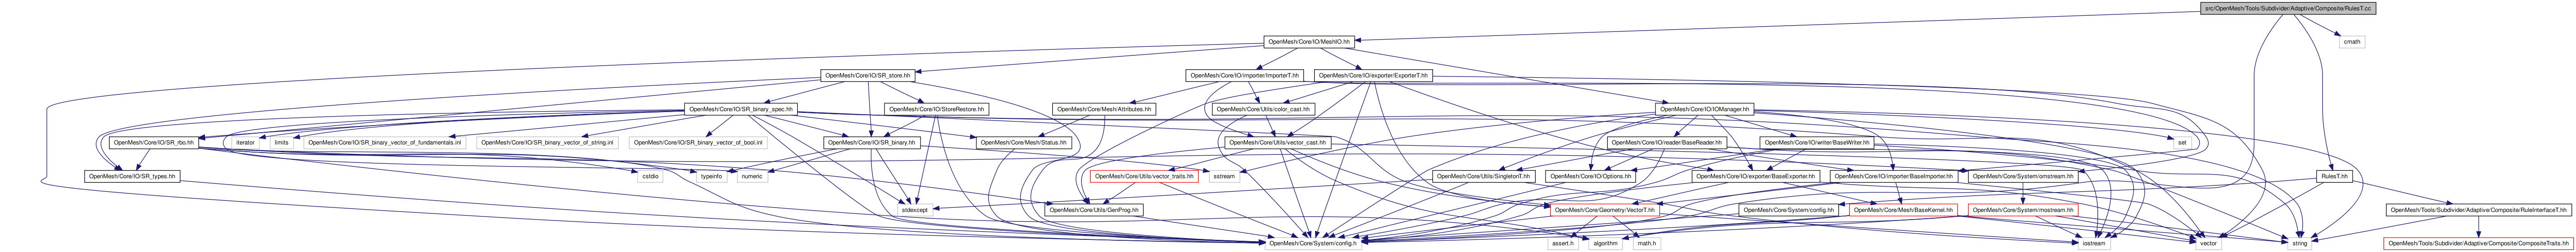 src/OpenMesh/Tools/Subdivider/Adaptive/Composite/RulesT.cc
OpenMesh/Core/IO/MeshIO.hh
cmath
OpenMesh/Core/IO/SR_store.hh
OpenMesh/Core/IO/importer/ImporterT.hh
OpenMesh/Core/IO/exporter/ExporterT.hh
OpenMesh/Core/IO/SR_binary_spec.hh
OpenMesh/Core/IO/StoreRestore.hh
OpenMesh/Core/Mesh/Attributes.hh
OpenMesh/Core/Utils/color_cast.hh
OpenMesh/Core/IO/IOManager.hh
OpenMesh/Core/IO/SR_rbo.hh
iterator
limits
OpenMesh/Core/IO/SR_binary_vector_of_fundamentals.inl
OpenMesh/Core/IO/SR_binary_vector_of_string.inl
OpenMesh/Core/IO/SR_binary_vector_of_bool.inl
OpenMesh/Core/IO/SR_binary.hh
OpenMesh/Core/Mesh/Status.hh
OpenMesh/Core/Utils/vector_cast.hh
OpenMesh/Core/IO/reader/BaseReader.hh
OpenMesh/Core/IO/writer/BaseWriter.hh
set
OpenMesh/Core/IO/SR_types.hh
cstdio
typeinfo
numeric
OpenMesh/Core/Utils/vector_traits.hh
sstream
OpenMesh/Core/Utils/SingletonT.hh
OpenMesh/Core/IO/Options.hh
OpenMesh/Core/IO/exporter/BaseExporter.hh
OpenMesh/Core/IO/importer/BaseImporter.hh
OpenMesh/Core/System/omstream.hh
RulesT.hh
stdexcept
OpenMesh/Core/Utils/GenProg.hh
OpenMesh/Core/Geometry/VectorT.hh
OpenMesh/Core/System/config.hh
OpenMesh/Core/Mesh/BaseKernel.hh
OpenMesh/Core/System/mostream.hh
OpenMesh/Tools/Subdivider/Adaptive/Composite/RuleInterfaceT.hh
OpenMesh/Core/System/config.h
assert.h
algorithm
math.h
iostream
vector
string
OpenMesh/Tools/Subdivider/Adaptive/Composite/CompositeTraits.hh